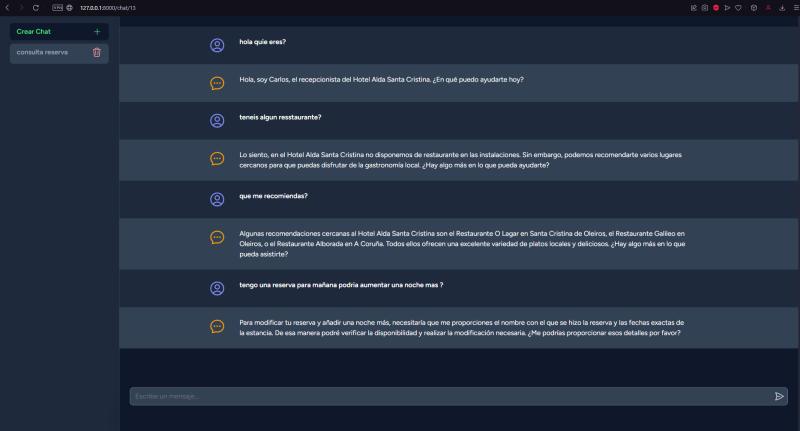 VPN 127.0.0.1:8000/chat/13
Crear Chat +
consulta reserva
hola quie eres?
Hola, soy Carlos, el recepcionista del Hotel Alda Santa Cristina. ¿En qué puedo ayudarte hoy?
teneis algun resstaurante?
Lo siento, en el Hotel Alda Santa Cristina no disponemos de restaurante en las instalaciones. Sin embargo, podemos recomendarte varios lugares
cercanos para que puedas disfrutar de la gastronomía local. ¿Hay algo más en lo que pueda ayudarte?
que me recomiendas?
Algunas recomendaciones cercanas al Hotel Alda Santa Cristina son el Restaurante O Lagar en Santa Cristina de Oleiros, el Restaurante Galileo en
Oleiros, o el Restaurante Alborada en A Coruña. Todos ellos ofrecen una excelente variedad de platos locales y deliciosos. ¿Hay algo más en lo que
pueda asistirte?
tengo una reserva para mañana podria aumentar una noche mas ?
Para modificar tu reserva y añadir una noche más, necesitaría que me proporciones el nombre con el que se hizo la reserva y las fechas exactas de
la estancia. De esa manera podré verificar la disponibilidad y realizar la modificación necesaria. ¿Me podrías proporcionar esos detalles por favor?
Escribe un mensaje...